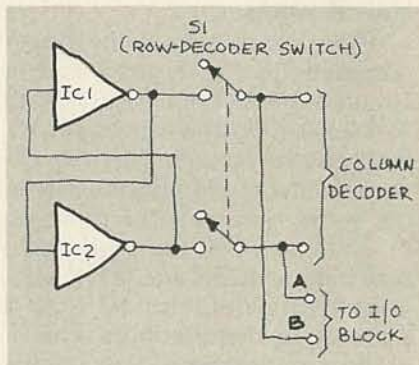 S1
(ROW-DECODER SWITCH)
IC1
IC2
COLUMN
DECODER
A
B
TO I/O
BLOCK